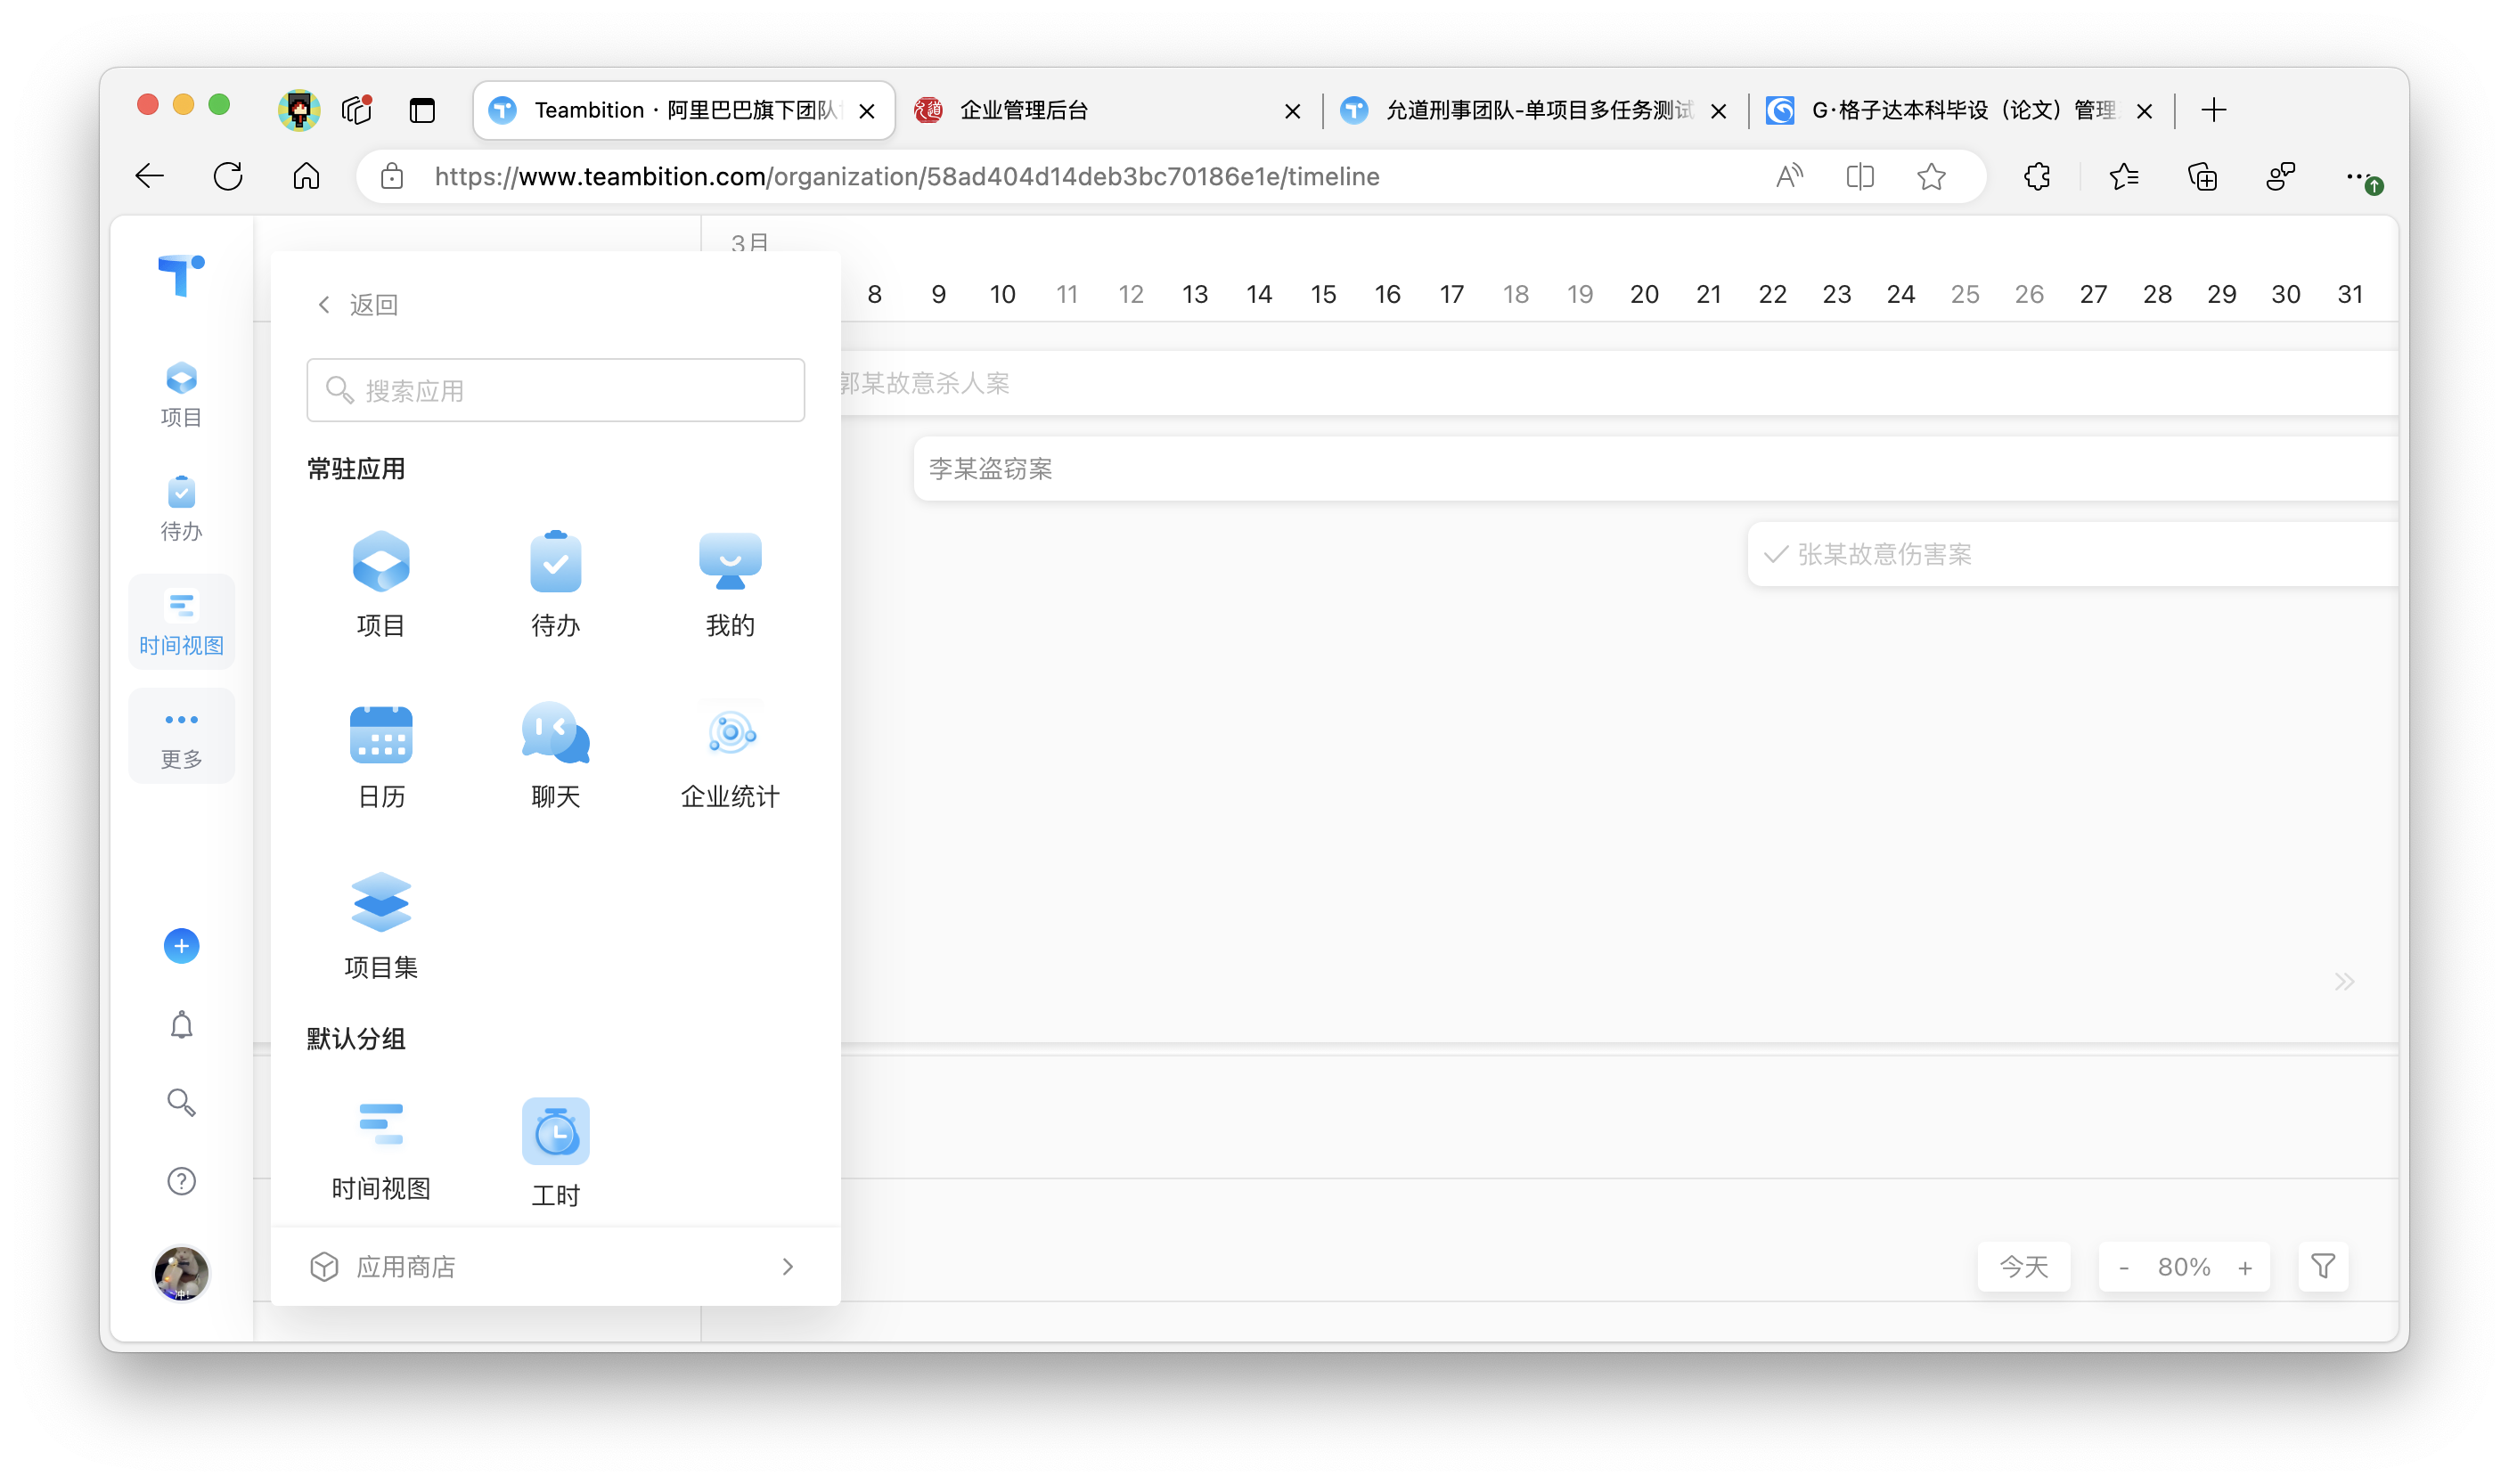 Teambition · 阿里巴巴旗下团队
企业管理后台
允道刑事团队-单项目多任务测试
G·格子达本科毕设（论文）管理
https://www.teambition.com/organization/58ad404d14deb3bc70186e1e/timeline
3月
8 9 10 11 12 13 14 15 16 17 18 19 20 21 22 23 24 25 26 27 28 29 30 31
项目
待办
时间视图
更多
返回
搜索应用
常驻应用
项目 待办 我的
日历 聊天 企业统计
项目集
默认分组
时间视图 工时
应用商店
郭某故意杀人案
李某盗窃案
张某故意伤害案
今天 - 80% +
冲!